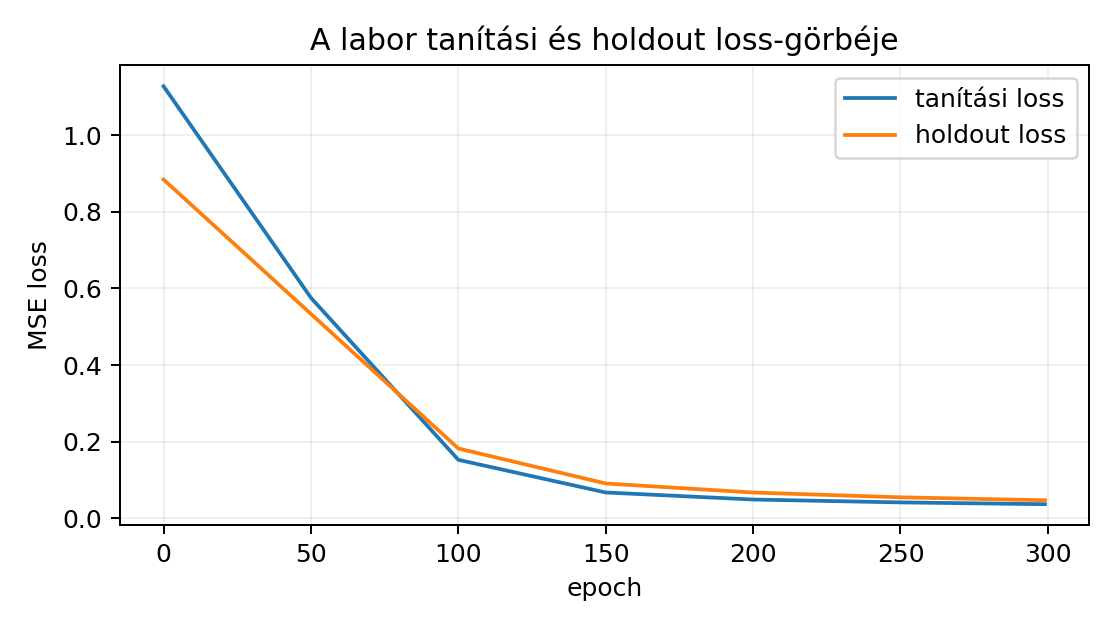 A labor tanítási és holdout loss-görbéje
tanítási loss
holdout loss
MSE loss
1.0
0.8
0.6
0.4
0.2
0.0
0 50 100 150 200 250 300
epoch